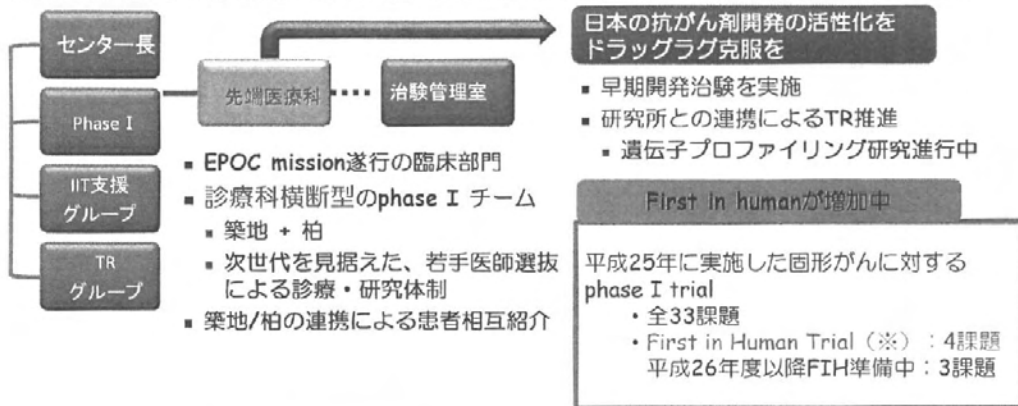 センター長
Phase I
IIT支援
グループ
TR
グループ
先端医療科
治験管理室
▪ EPOC mission遂行の臨床部門
▪ 診療科横断型のphase I チーム
▪ 築地 + 柏
▪ 次世代を見据えた、若手医師選抜
による診療・研究体制
▪ 築地/柏の連携による患者相互紹介
日本の抗がん剤開発の活性化を
ドラッグラグ克服を
▪ 早期開発治験を実施
▪ 研究所との連携によるTR推進
▪ 遺伝子プロファイリング研究進行中
First in humanが増加中
平成25年に実施した固形がんに対する
phase I trial
・全33課題
・First in Human Trial（※）：4課題
平成26年度以降FIH準備中：3課題